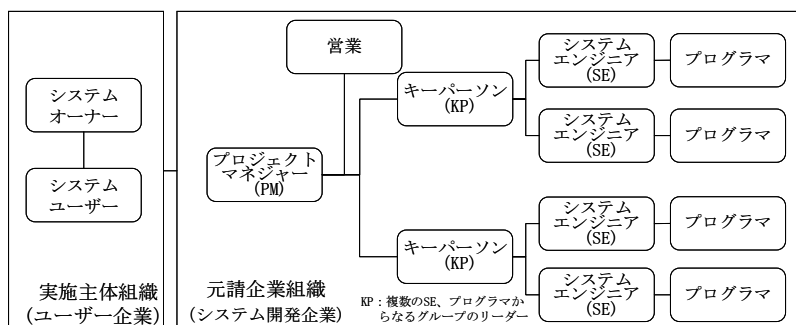 システム
オーナー
システム
ユーザー
実施主体組織
(ユーザー企業)
営業
プロジェクト
マネジャー
(PM)
キーパーソン
(KP)
システム
エンジニア
(SE)
プログラマ
システム
エンジニア
(SE)
プログラマ
キーパーソン
(KP)
システム
エンジニア
(SE)
プログラマ
システム
エンジニア
(SE)
プログラマ
元請企業組織
(システム開発企業)
KP：複数のSE、プログラマか
らなるグループのリーダー